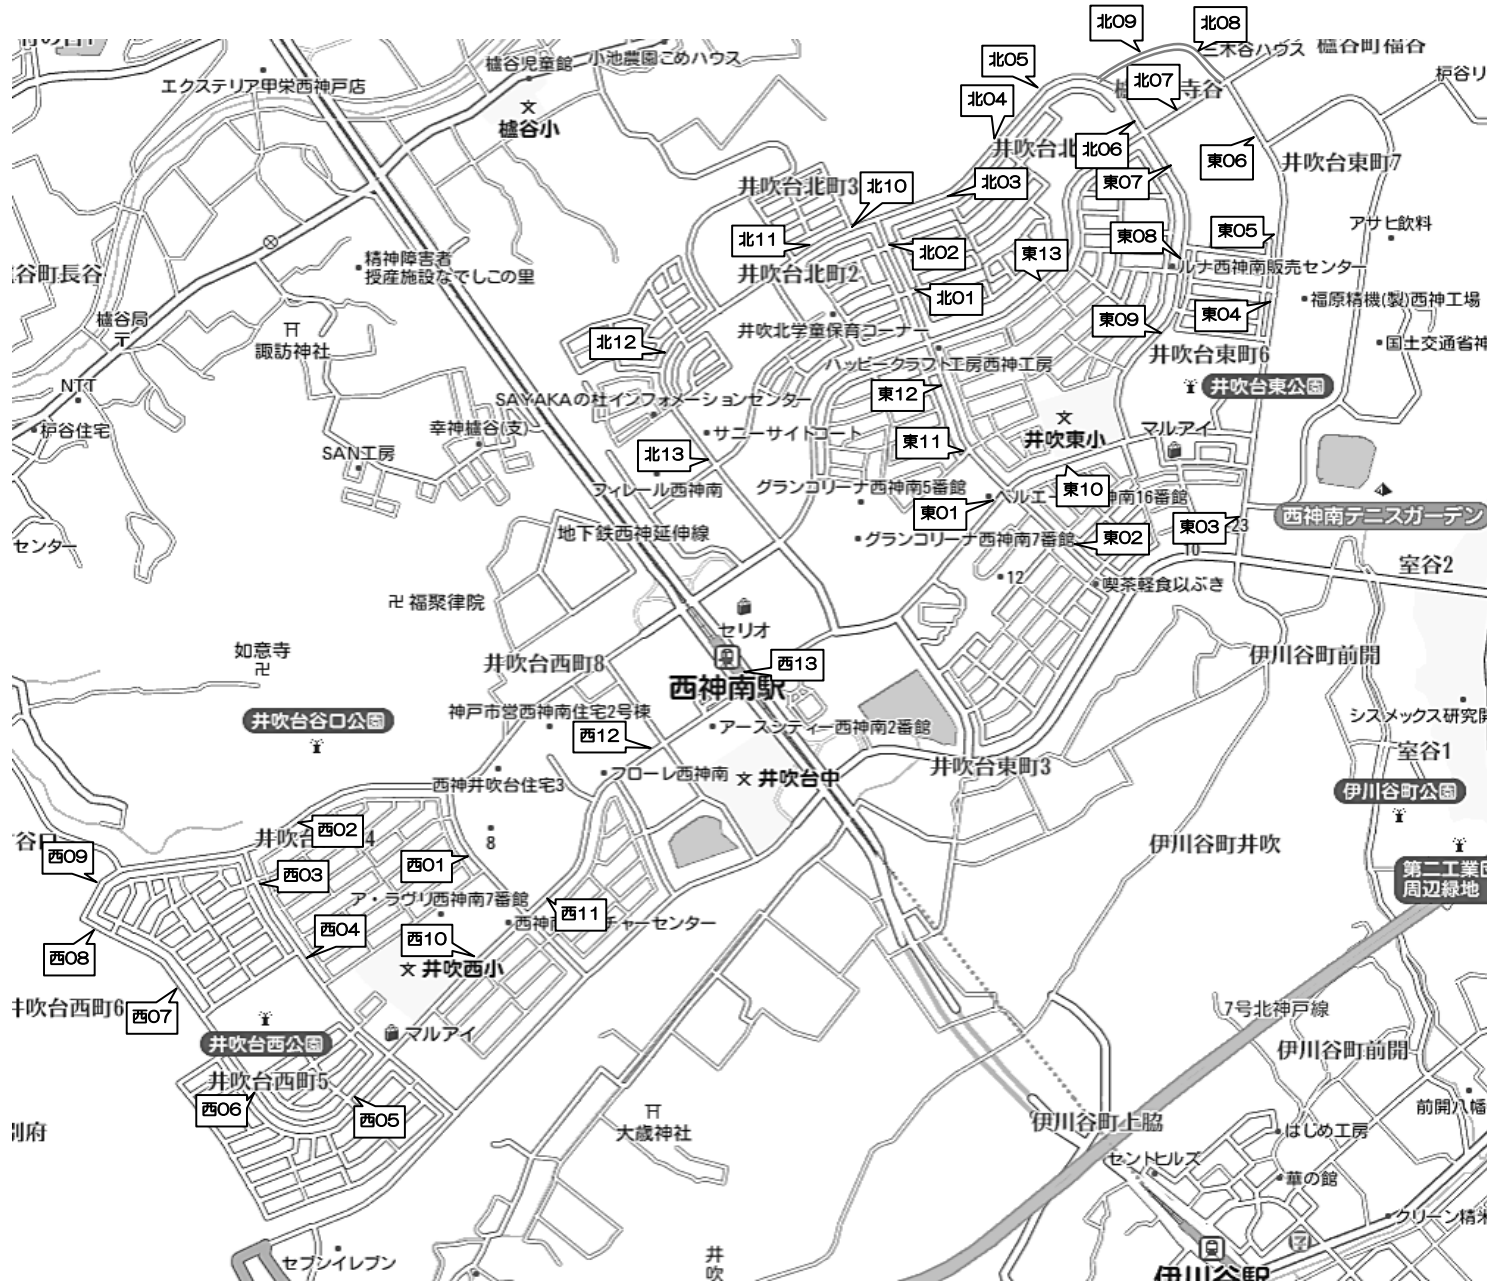 北09
北08
三木谷ハウス
櫨谷町福谷
櫨谷児童館
小池農園こめハウス
エクステリア甲栄西神戸店
北05
北07
寺谷
北04
櫨谷小
井吹台北
北06
東06
井吹台東町7
井吹台北町3
北10
北03
東07
アサヒ飲料
北11
北02
東13
東08
東05
精神障害者
授産施設なでしこの里
谷町長谷
井吹台北町2
ルナ西神南販売センター
北01
福原精機(製)西神工場
櫨谷局
諏訪神社
井吹北学童保育コーナー
東09
東04
国土交通省神
北12
井吹台東町6
ハッピークラフト工房西神工房
NTT
井吹台東公園
SAYAKAの杜インフォメーションセンター
東12
栃谷住宅
幸神櫨谷(支)
サニーサイドコート
東11
井吹東小
マルアイ
SAN工房
北13
フィレール西神南
グランコリーナ西神南5番館
東10
ベルエ
神南16番館
東01
東03
23
西神南テニスガーデン
センター
地下鉄西神延伸線
グランコリーナ西神南7番館
東02
10
室谷2
12
喫茶軽食いぶき
福聚律院
セリオ
如意寺
井吹台西町8
西13
伊川谷町前開
西神南駅
井吹台谷口公園
神戸市営西神南住宅2号棟
西12
アースシティー西神南2番館
シスメックス研究開
室谷1
西神井吹台住宅3
フローレ西神南
井吹台中
井吹台東町3
伊川谷町公園
西02
井吹台
4
8
西09
西01
伊川谷町井吹
西03
第二工業団
周辺緑地
ア・ラヴリ西神南7番館
西11
西神南
チャーセンター
西04
西10
西08
井吹西小
井吹台西町6
西07
7号北神戸線
マルアイ
井吹台西公園
伊川谷町前開
井吹台西町5
西06
西05
前開八幡
別府
大歳神社
伊川谷町上脇
はじめ工房
セントヒルズ
華の館
クリーン精米
セブンイレブン
井吹
伊川谷駅